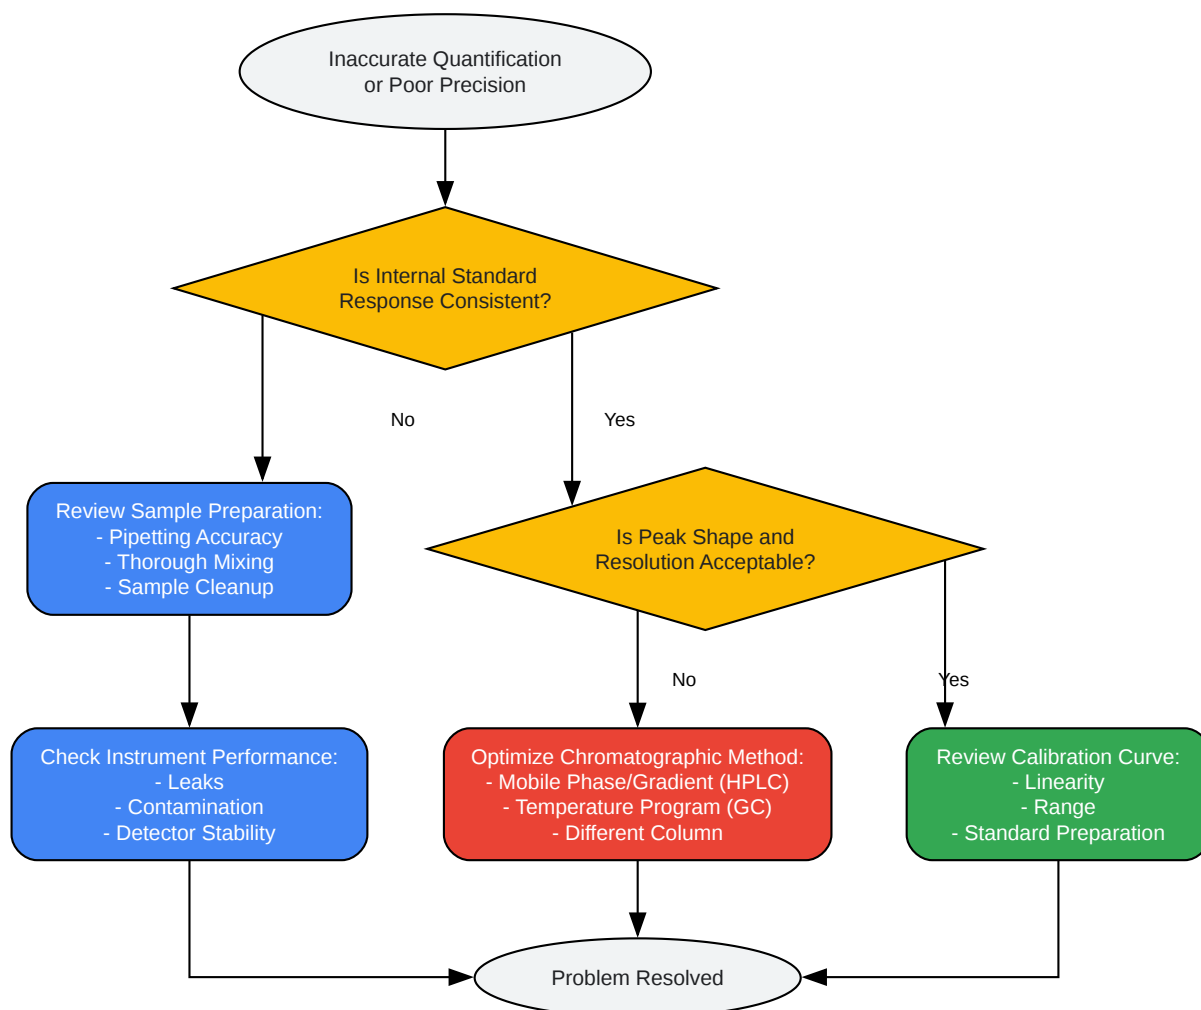 Inaccurate Quantification
or Poor Precision
Is Internal Standard
Response Consistent?
No
Yes
Review Sample Preparation:
- Pipetting Accuracy
- Thorough Mixing
- Sample Cleanup
Is Peak Shape and
Resolution Acceptable?
No
Yes
Check Instrument Performance:
- Leaks
- Contamination
- Detector Stability
Optimize Chromatographic Method:
- Mobile Phase/Gradient (HPLC)
- Temperature Program (GC)
- Different Column
Review Calibration Curve:
- Linearity
- Range
- Standard Preparation
Problem Resolved